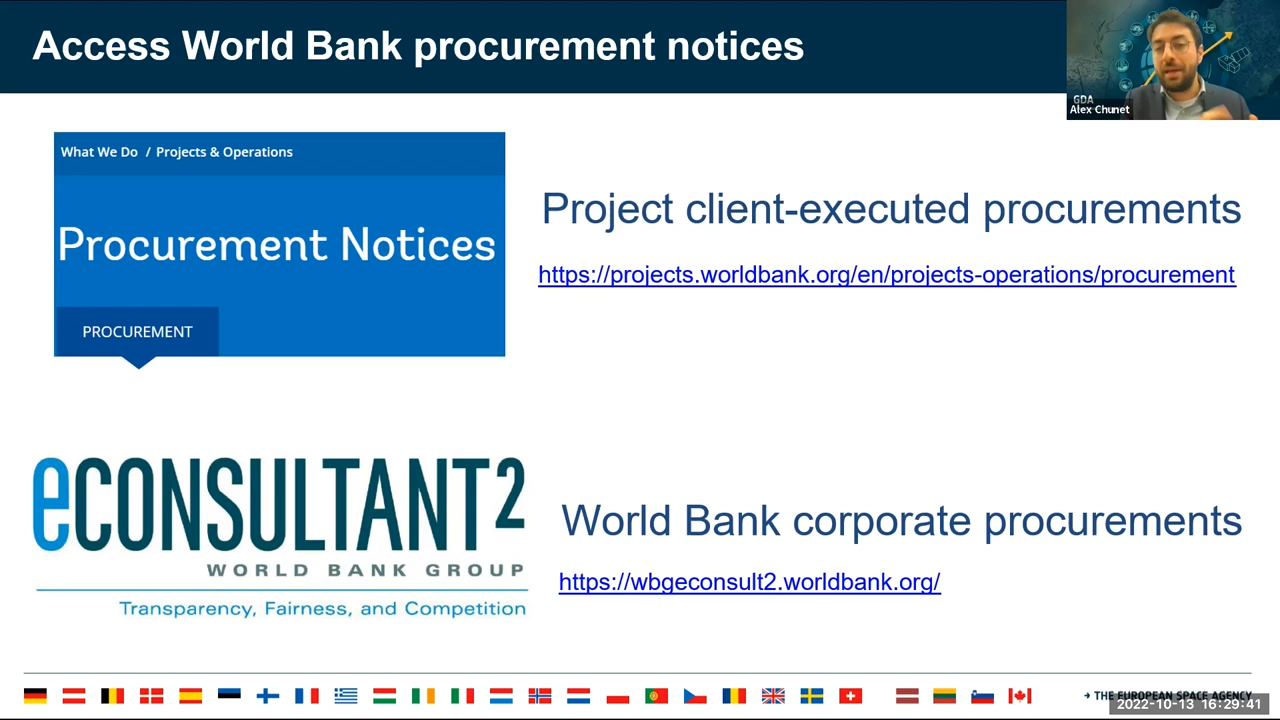 Access World Bank procurement notices
GDA
Alex Chunet
What We Do / Projects & Operations
Procurement Notices
PROCUREMENT
Project client-executed procurements
https://projects.worldbank.org/en/projects-operations/procurement
eCONSULTANT2
WORLD BANK GROUP
Transparency, Fairness, and Competition
World Bank corporate procurements
https://wbgeconsult2.worldbank.org/
→ THE EUROPEAN SPACE AGENCY
2022-10-13 16:29:41